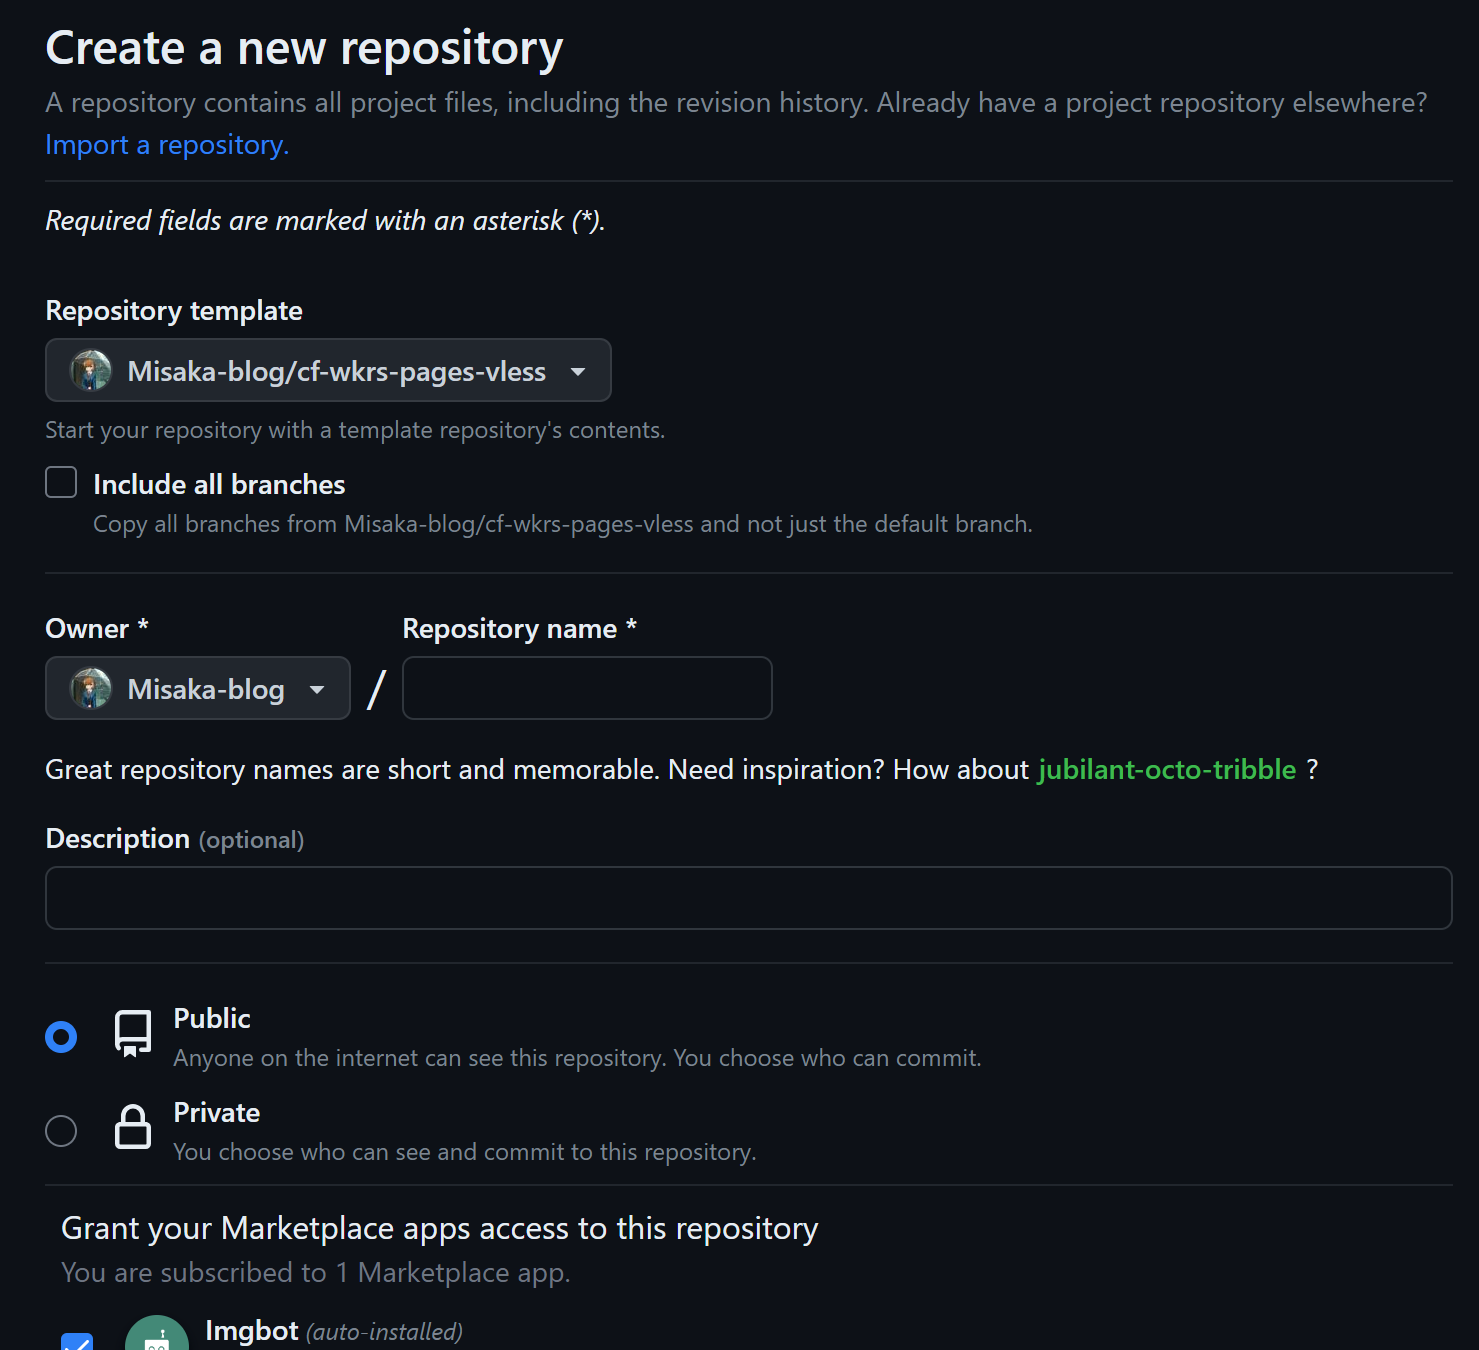 Create a new repository
A repository contains all project files, including the revision history. Already have a project repository elsewhere?
Import a repository.
Required fields are marked with an asterisk (*).
Repository template
Misaka-blog/cf-wkrs-pages-vless
Start your repository with a template repository's contents.
Include all branches
Copy all branches from Misaka-blog/cf-wkrs-pages-vless and not just the default branch.
Owner * Repository name *
Misaka-blog /
Great repository names are short and memorable. Need inspiration? How about jubilant-octo-tribble ?
Description (optional)
Public
Anyone on the internet can see this repository. You choose who can commit.
Private
You choose who can see and commit to this repository.
Grant your Marketplace apps access to this repository
You are subscribed to 1 Marketplace app.
Imgbot (auto-installed)